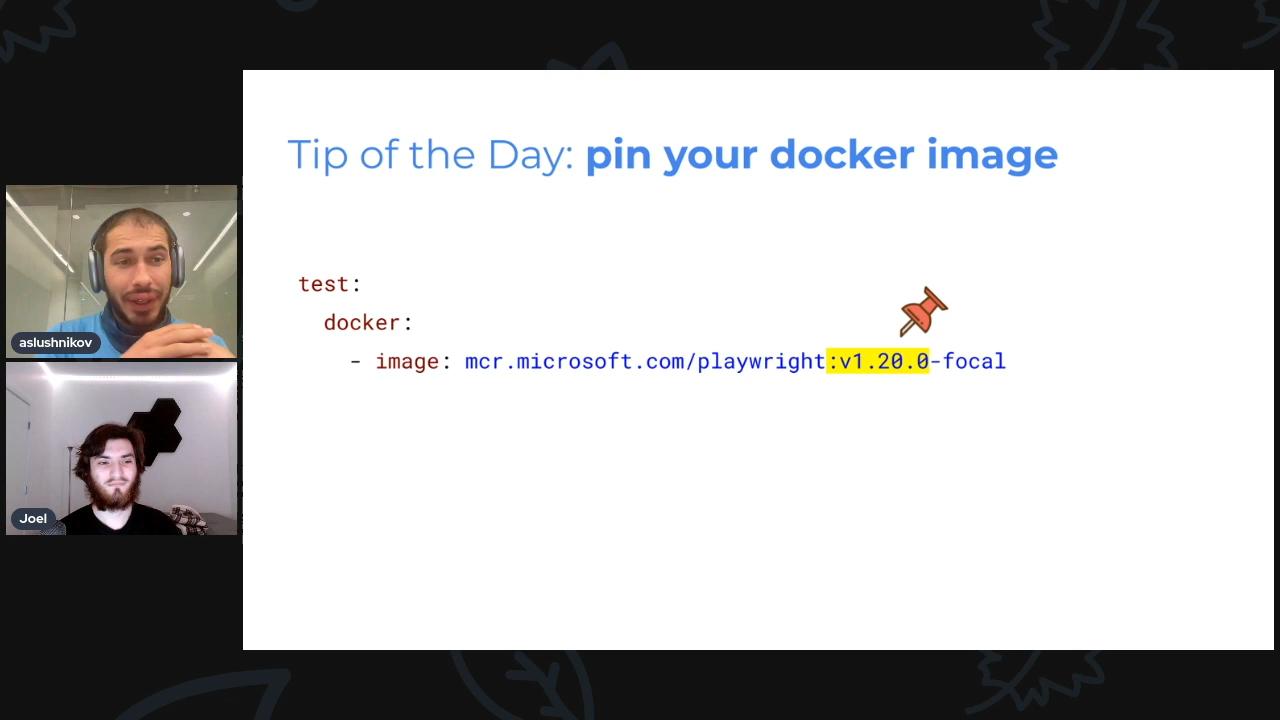 Tip of the Day: pin your docker image
test:
docker:
- image: mcr.microsoft.com/playwright:v1.20.0-focal
aslushnikov
Joel